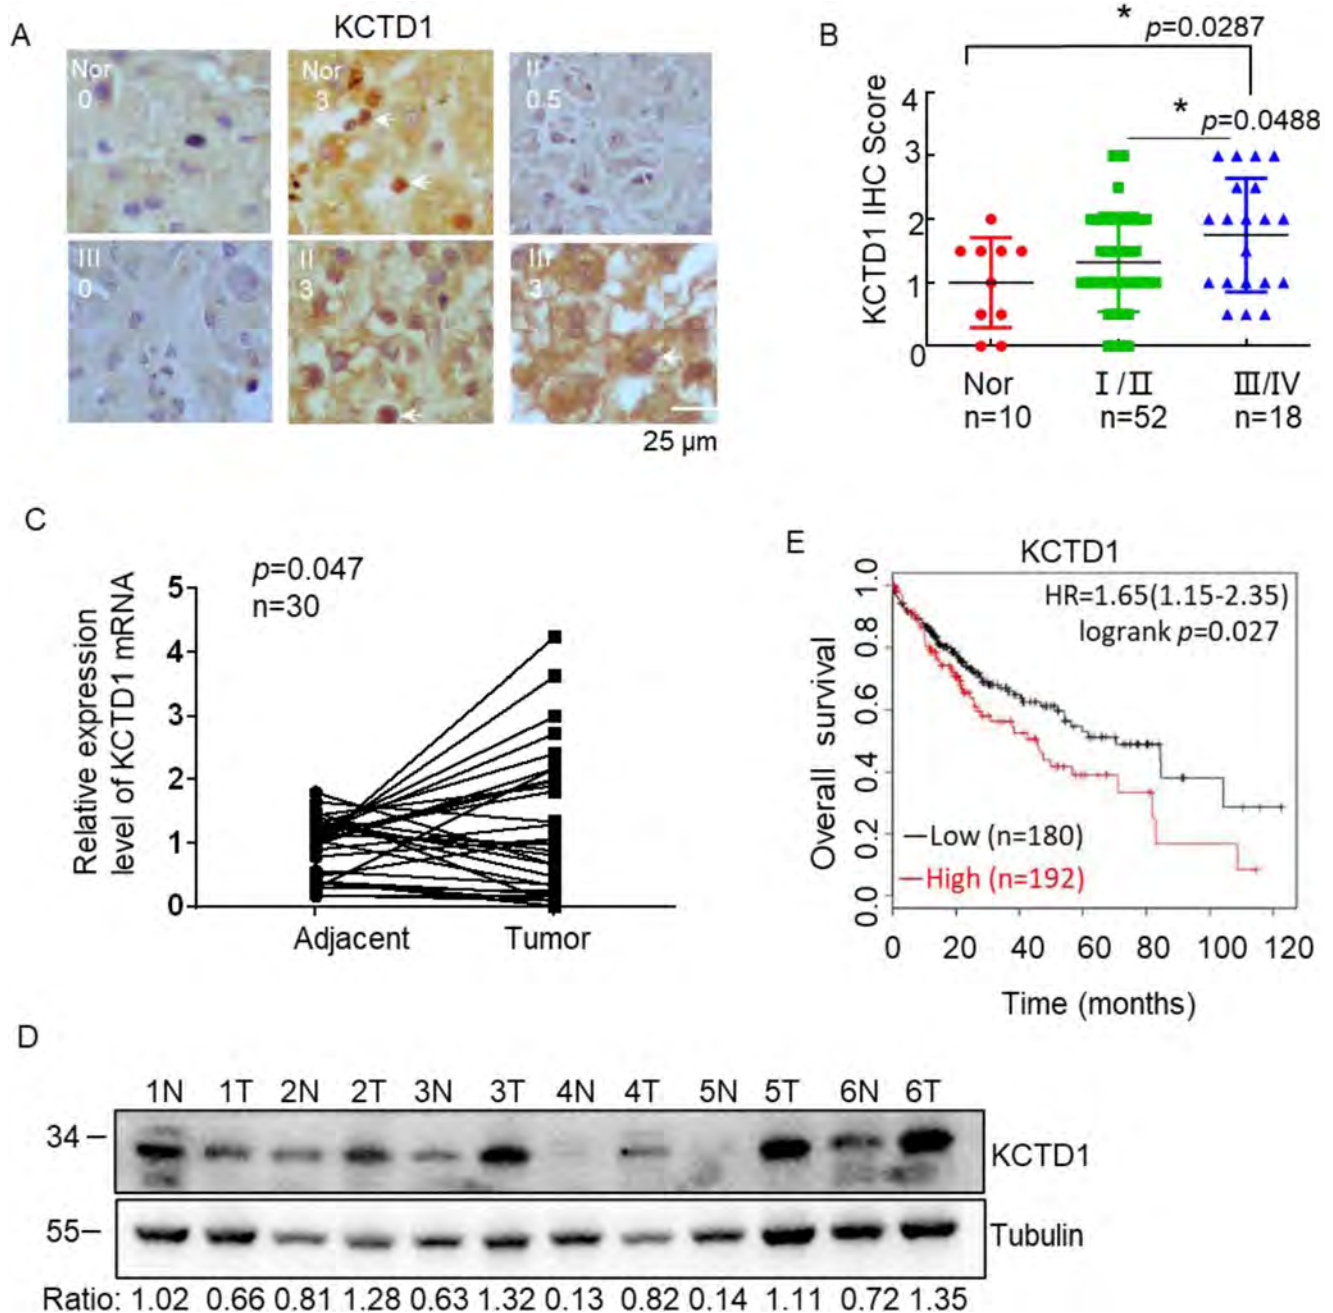 A
KCTD1
Nor
0
Nor
3
II
0.5
III
0
II
3
III
3
25 μm
B
* p=0.0287
* p=0.0488
KCTD1 IHC Score
4
3
2
1
0
Nor
n=10
I/II
n=52
III/IV
n=18
C
p=0.047
n=30
Relative expression
level of KCTD1 mRNA
5
4
3
2
1
0
Adjacent
Tumor
E
KCTD1
HR=1.65(1.15-2.35)
logrank p=0.027
Overall survival
1.0
0.8
0.6
0.4
0.2
0.0
Low (n=180)
High (n=192)
0 20 40 60 80 100 120
Time (months)
D
1N 1T 2N 2T 3N 3T 4N 4T 5N 5T 6N 6T
34
KCTD1
55
Tubulin
Ratio: 1.02 0.66 0.81 1.28 0.63 1.32 0.13 0.82 0.14 1.11 0.72 1.35